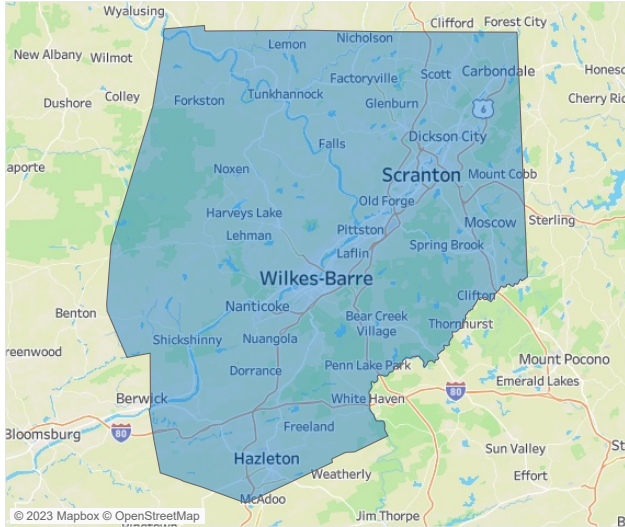 Wyalusing
Clifford
Forest City
Nicholson
Lemon
New Albany
Wilmot
Factoryville
Scott
Carbondale
Honesc
Dushore
Colley
Forkston
Tunkhannock
Glenburn
6
Cherry Ric
Dickson City
Falls
aporte
Noxen
Scranton
Mount Cobb
Old Forge
Harveys Lake
Moscow
Sterling
Lehman
Pittston
Spring Brook
Laflin
Wilkes-Barre
Clifton
Nanticoke
Benton
Bear Creek
Village
Thornhurst
Shickshinny
Nuangola
reenwood
Mount Pocono
Dorrance
Penn Lake Park
Emerald Lakes
80
Berwick
White Haven
Bloomsburg
80
Freeland
St
Sun Valley
Hazleton
Weatherly
Effort
McAdoo
© 2023 Mapbox © OpenStreetMap
Jim Thorpe